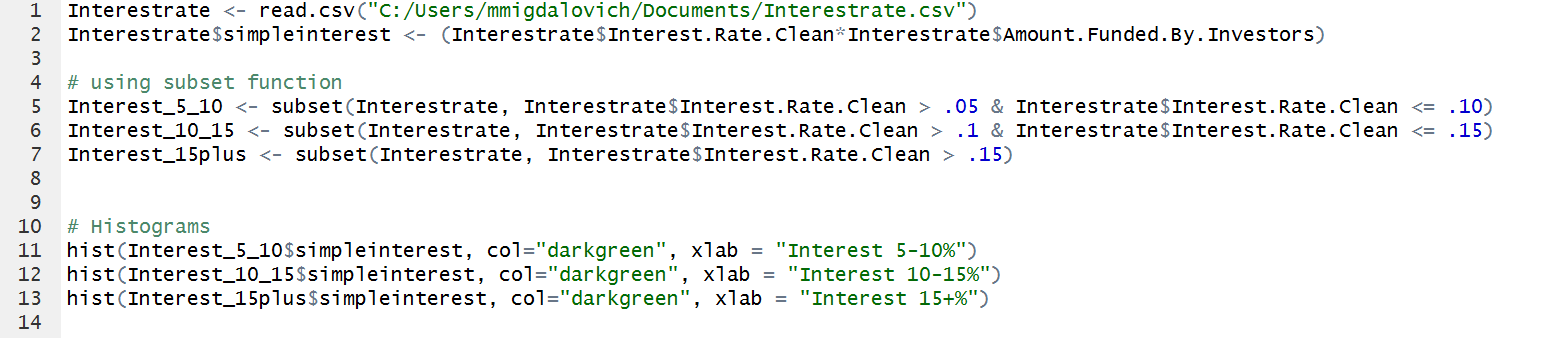 1 Interestrate <- read.csv("C:/Users/mmigdalovich/Documents/Interestrate.csv")
2 Interestrate$simpleinterest <- (Interestrate$Interest.Rate.Clean*Interestrate$Amount.Funded.By.Investors)
3
4 # using subset function
5 Interest_5_10 <- subset(Interestrate, Interestrate$Interest.Rate.Clean > .05 & Interestrate$Interest.Rate.Clean <= .10)
6 Interest_10_15 <- subset(Interestrate, Interestrate$Interest.Rate.Clean > .1 & Interestrate$Interest.Rate.Clean <= .15)
7 Interest_15plus <- subset(Interestrate, Interestrate$Interest.Rate.Clean > .15)
8
9
10 # Histograms
11 hist(Interest_5_10$simpleinterest, col="darkgreen", xlab = "Interest 5-10%")
12 hist(Interest_10_15$simpleinterest, col="darkgreen", xlab = "Interest 10-15%")
13 hist(Interest_15plus$simpleinterest, col="darkgreen", xlab = "Interest 15+%")
14